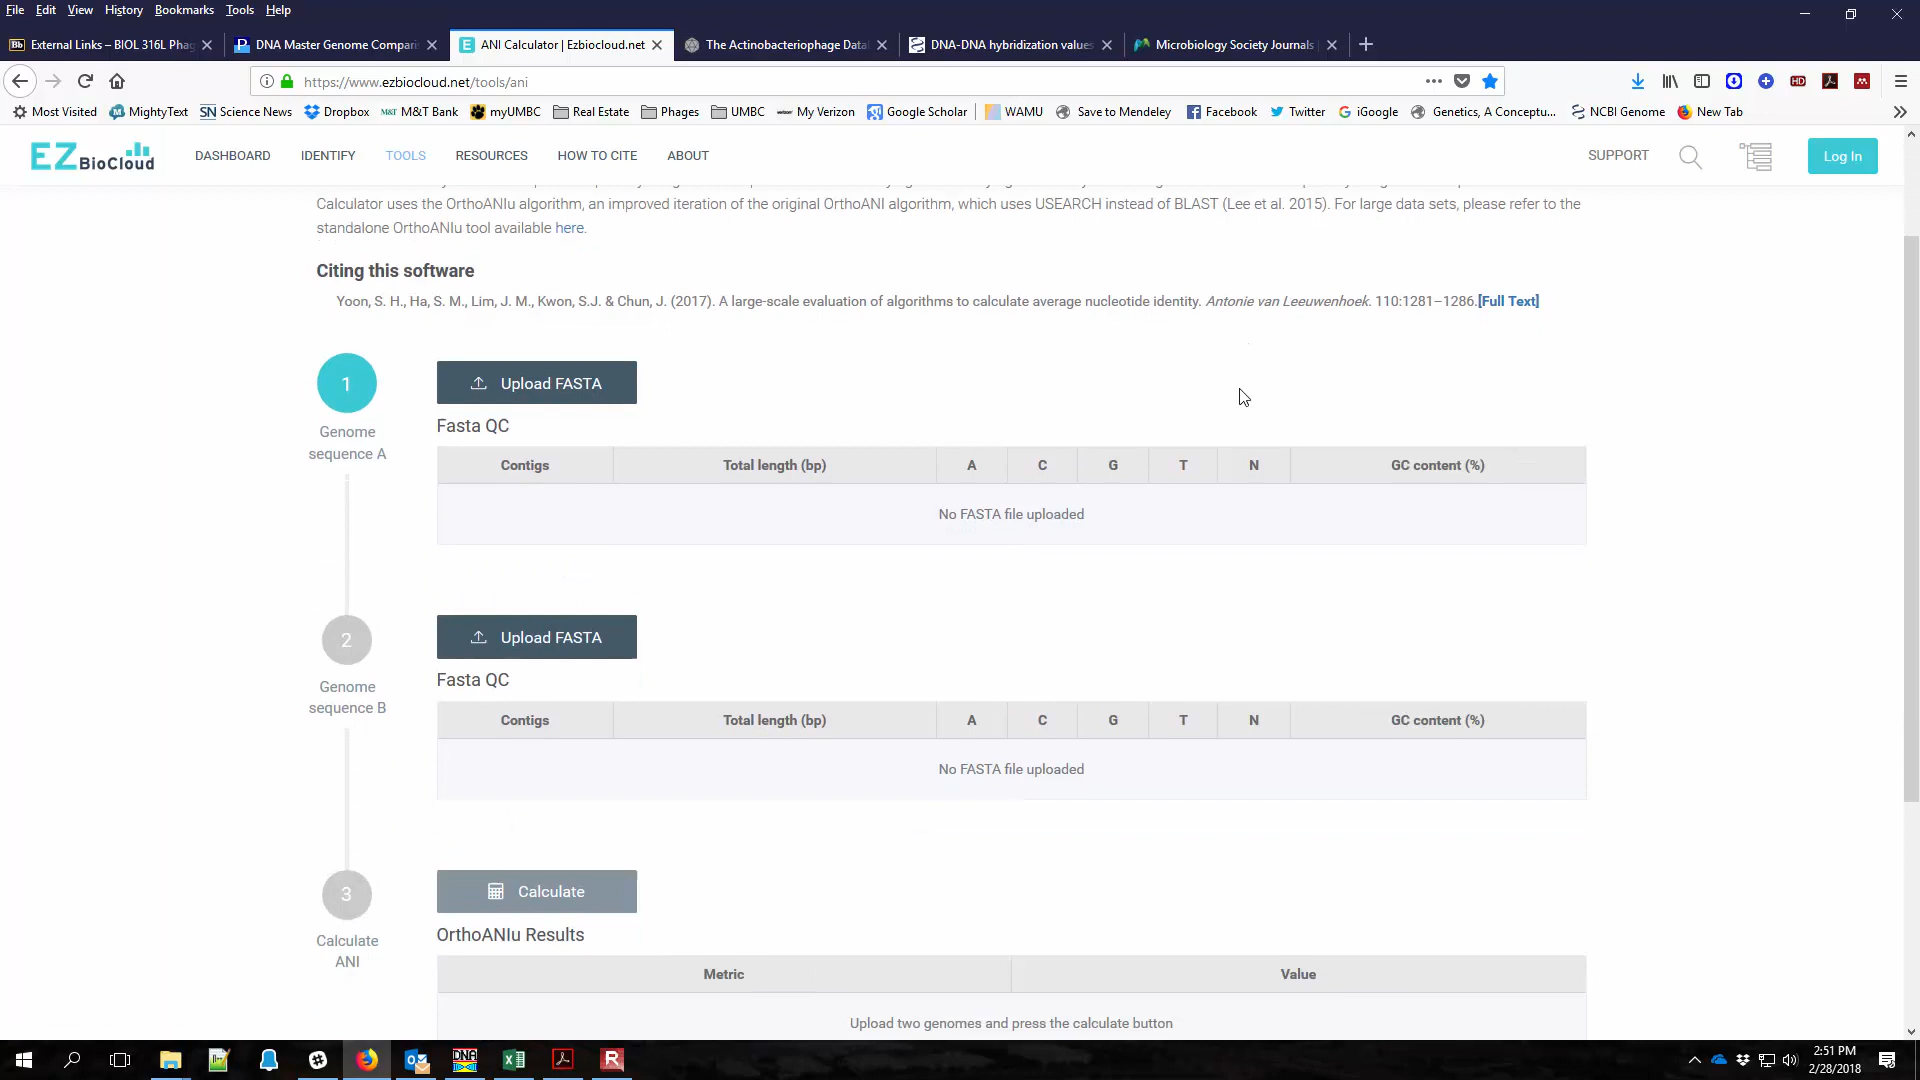 File Edit View History Bookmarks Tools Help
External Links – BIOL 316L Phag
DNA Master Genome Compari
ANI Calculator | Ezbiocloud.net
The Actinobacteriophage Data
DNA-DNA hybridization values
Microbiology Society Journals
https://www.ezbiocloud.net/tools/ani
Most Visited MightyText SN Science News Dropbox M&T M&T Bank myUMBC Real Estate Phages UMBC My Verizon Google Scholar WAMU Save to Mendeley Facebook Twitter iGoogle Genetics, A Conceptu... NCBI Genome New Tab
EZBioCloud DASHBOARD IDENTIFY TOOLS RESOURCES HOW TO CITE ABOUT SUPPORT Log In
Calculator uses the OrthoANIu algorithm, an improved iteration of the original OrthoANI algorithm, which uses USEARCH instead of BLAST (Lee et al. 2015). For large data sets, please refer to the
standalone OrthoANIu tool available here.
Citing this software
Yoon, S. H., Ha, S. M., Lim, J. M., Kwon, S.J. & Chun, J. (2017). A large-scale evaluation of algorithms to calculate average nucleotide identity. Antonie van Leeuwenhoek. 110:1281–1286.[Full Text]
1
Genome
sequence A
Upload FASTA
Fasta QC
Contigs Total length (bp) A C G T N GC content (%)
No FASTA file uploaded
2
Genome
sequence B
Upload FASTA
Fasta QC
Contigs Total length (bp) A C G T N GC content (%)
No FASTA file uploaded
3
Calculate
ANI
Calculate
OrthoANIu Results
Metric Value
Upload two genomes and press the calculate button
2:51 PM
2/28/2018